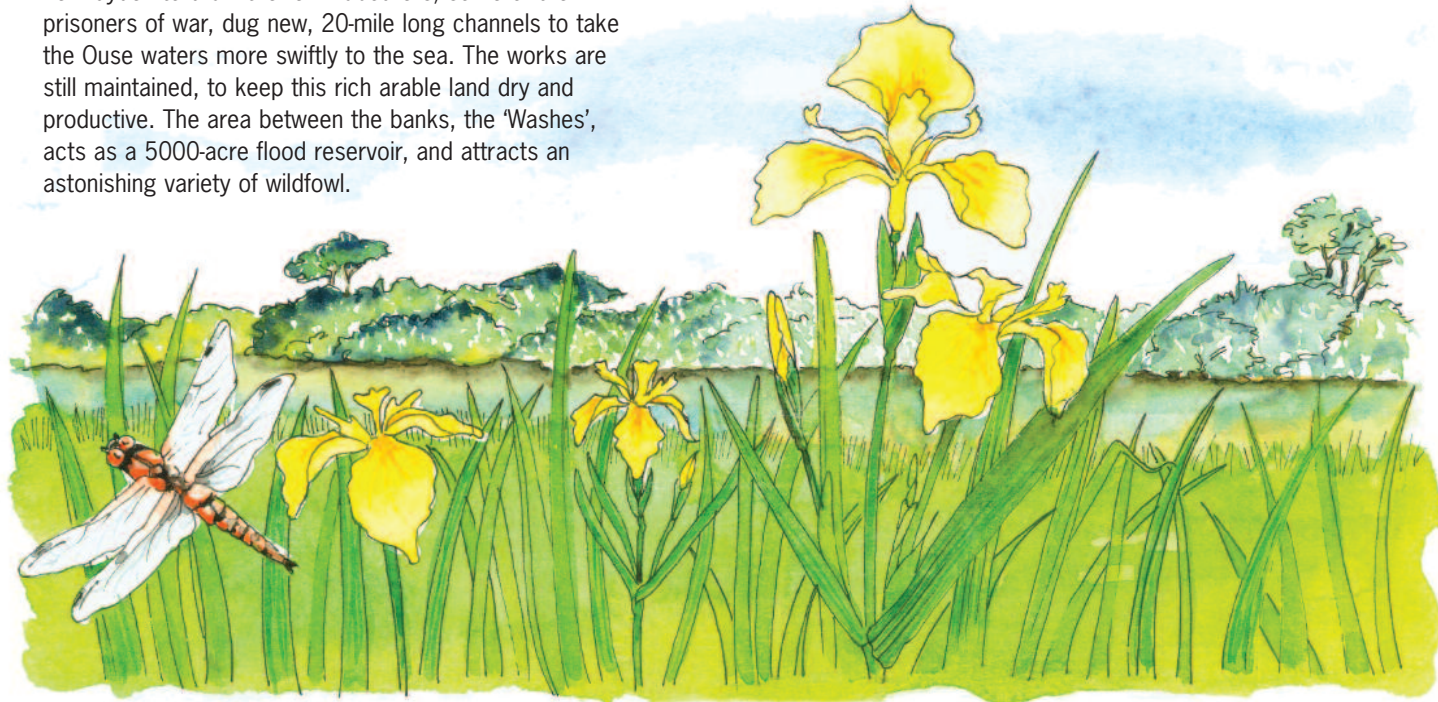 prisoners of war, dug new, 20-mile long channels to take
the Ouse waters more swiftly to the sea. The works are
still maintained, to keep this rich arable land dry and
productive. The area between the banks, the ‘Washes’,
acts as a 5000-acre flood reservoir, and attracts an
astonishing variety of wildfowl.